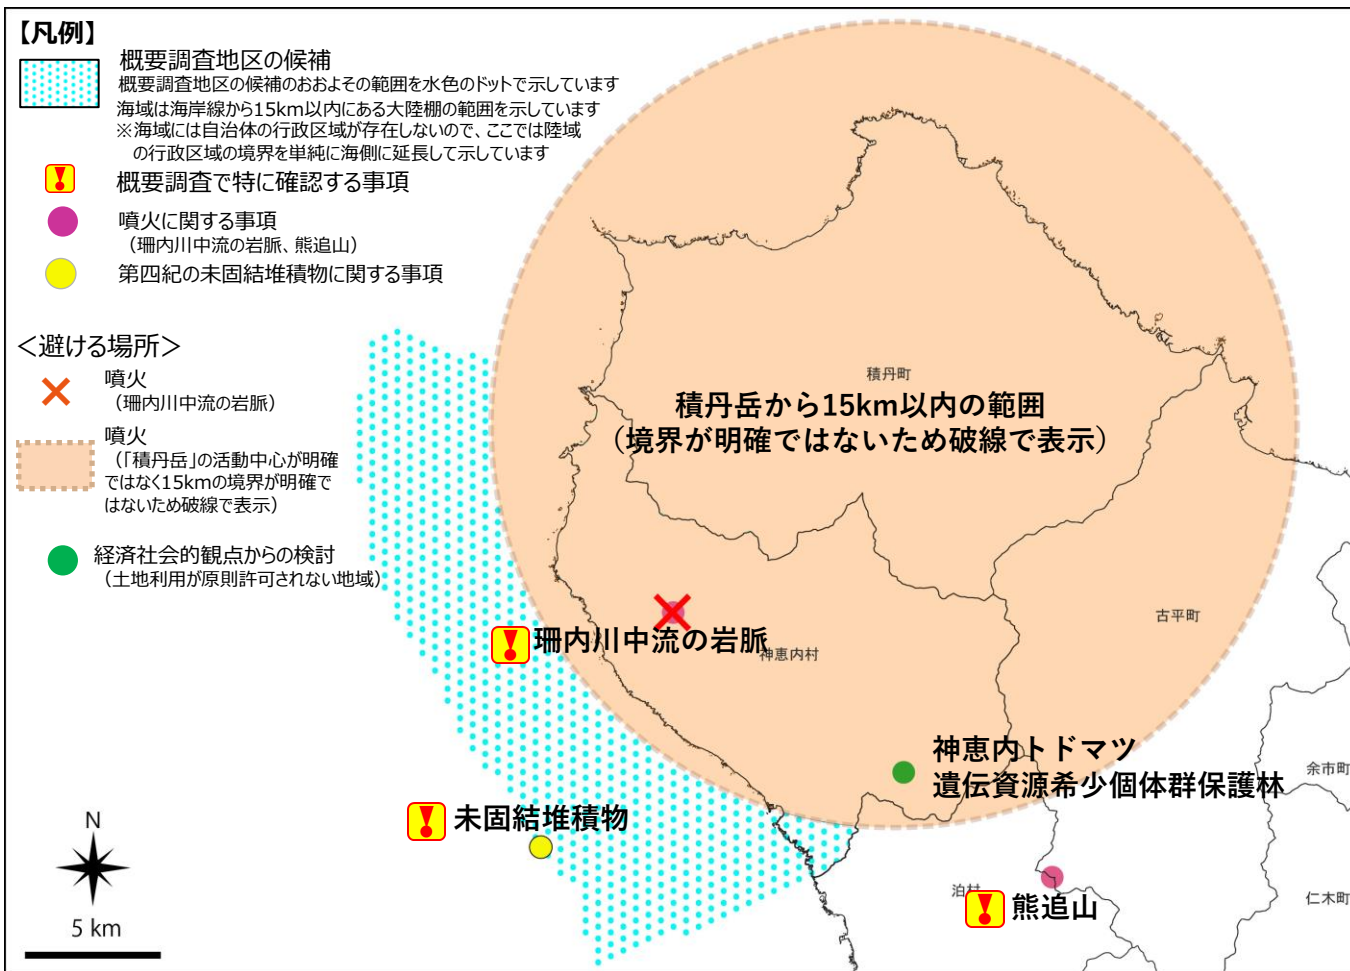 【凡例】
概要調査地区の候補
概要調査地区の候補のおおよその範囲を水色のドットで示しています
海域は海岸線から15km以内にある大陸棚の範囲を示しています
※海域には自治体の行政区域が存在しないので、ここでは陸域
の行政区域の境界を単純に海側に延長して示しています
概要調査で特に確認する事項
噴火に関する事項
（珊内川中流の岩脈、熊追山）
第四紀の未固結堆積物に関する事項
＜避ける場所＞
噴火
（珊内川中流の岩脈）
噴火
（「積丹岳」の活動中心が明確
ではなく15kmの境界が明確で
はないため破線で表示）
経済社会的観点からの検討
（土地利用が原則許可されない地域）
積丹町
積丹岳から15km以内の範囲
（境界が明確ではないため破線で表示）
古平町
珊内川中流の岩脈
神恵内村
神恵内トドマツ
遺伝資源希少個体群保護林
余市町
未固結堆積物
泊村
熊追山
仁木町
N
5 km